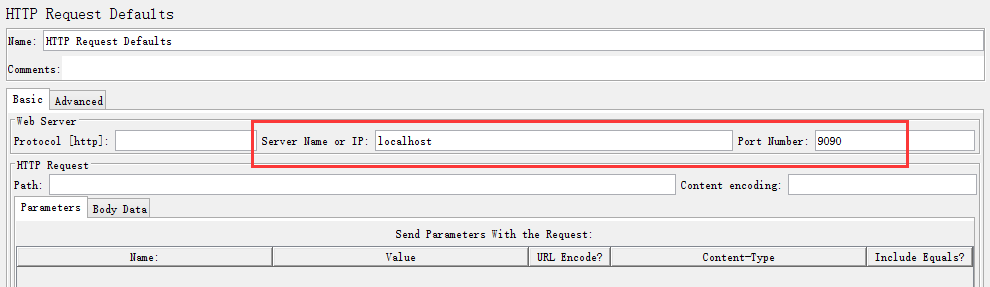 HTTP Request Defaults
Name: HTTP Request Defaults
Comments:
Basic Advanced
Web Server
Protocol [http]: Server Name or IP: localhost Port Number: 9090
HTTP Request
Path: Content encoding:
Parameters Body Data
Send Parameters With the Request:
Name: Value URL Encode? Content-Type Include Equals?